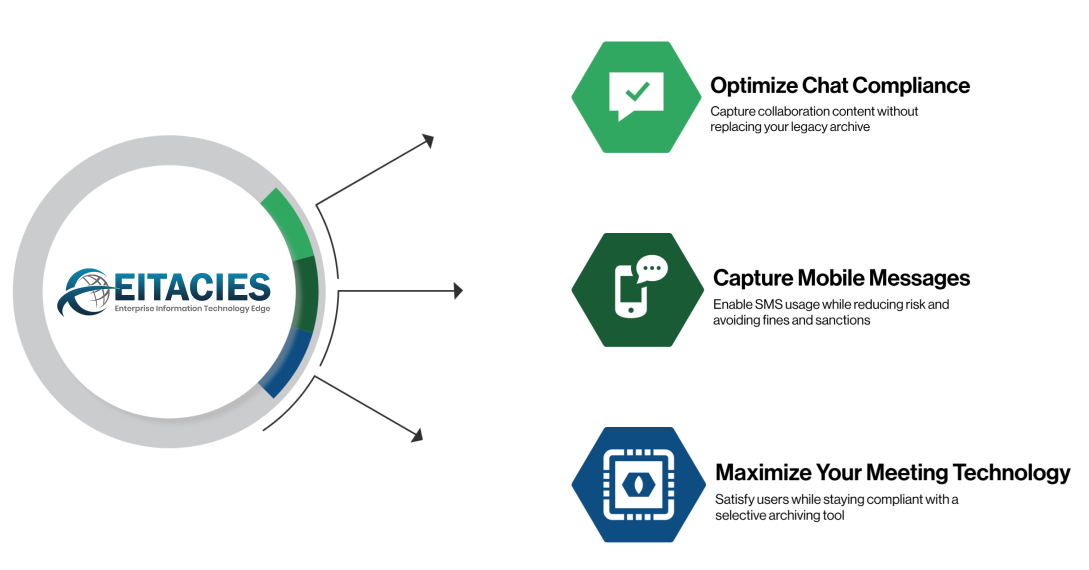 EITACIES
Enterprise Information Technology Edge
Optimize Chat Compliance
Capture collaboration content without
replacing your legacy archive
Capture Mobile Messages
Enable SMS usage while reducing risk and
avoiding fines and sanctions
Maximize Your Meeting Technology
Satisfy users while staying compliant with a
selective archiving tool